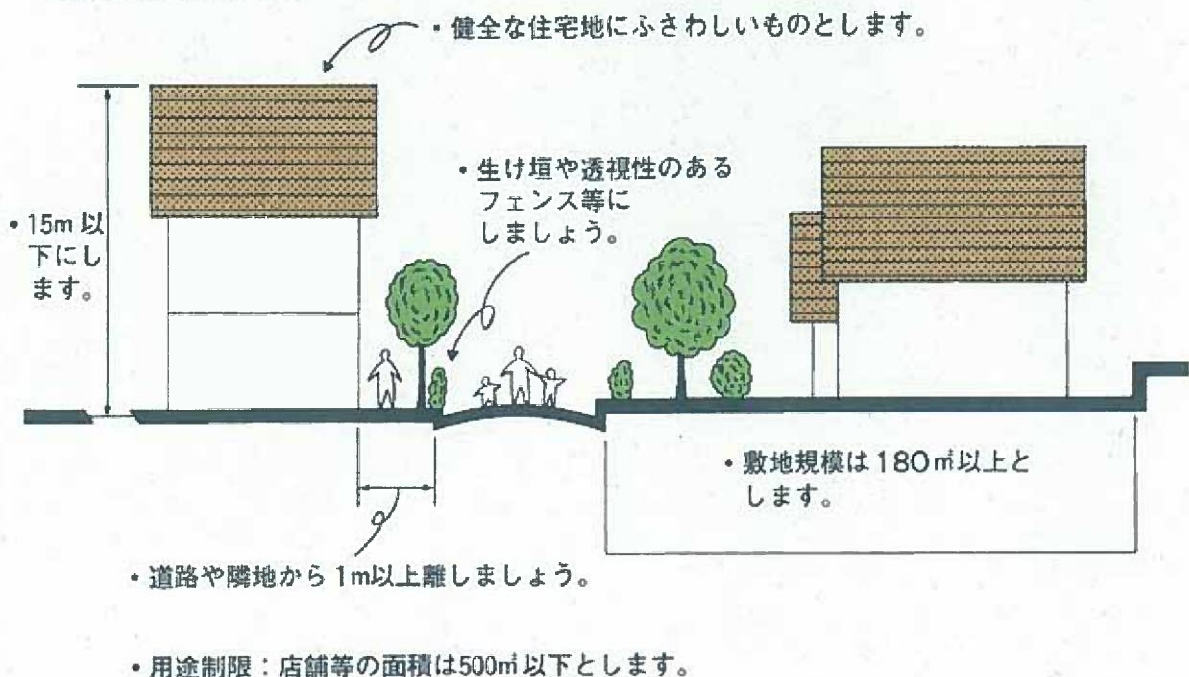 ・健全な住宅地にふさわしいものとします。
・生け垣や透視性のある
フェンス等に
しましょう。
・15m以
下にし
ます。
・敷地規模は180㎡以上と
します。
・道路や隣地から1m以上離しましょう。
・用途制限：店舗等の面積は500㎡以下とします。